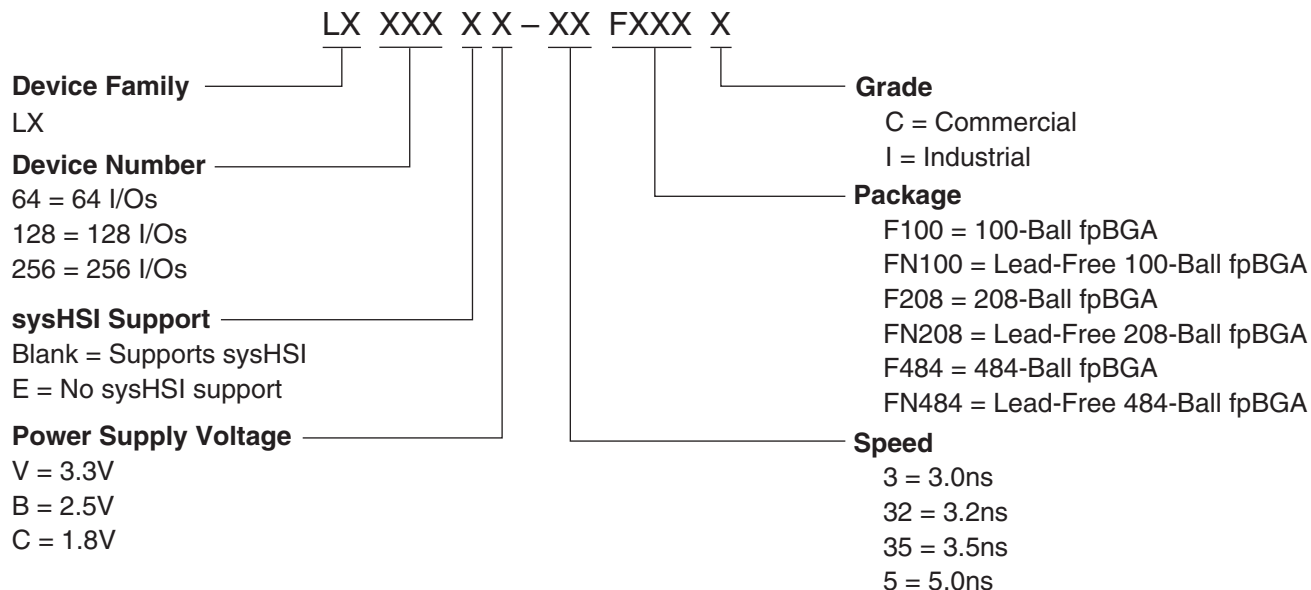 LX XXX X X – XX FXXX X
Device Family
LX
Device Number
64 = 64 I/Os
128 = 128 I/Os
256 = 256 I/Os
sysHSI Support
Blank = Supports sysHSI
E = No sysHSI support
Power Supply Voltage
V = 3.3V
B = 2.5V
C = 1.8V
Grade
C = Commercial
I = Industrial
Package
F100 = 100-Ball fpBGA
FN100 = Lead-Free 100-Ball fpBGA
F208 = 208-Ball fpBGA
FN208 = Lead-Free 208-Ball fpBGA
F484 = 484-Ball fpBGA
FN484 = Lead-Free 484-Ball fpBGA
Speed
3 = 3.0ns
32 = 3.2ns
35 = 3.5ns
5 = 5.0ns